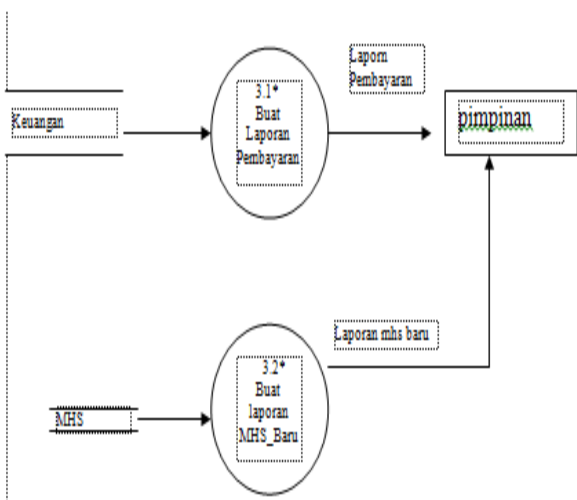 Keuangan
3.1*
Buat
Laporan
Pembayaran
Laporn
Pembayaran
pimpinan
Laporan mhs baru
MHS
3.2*
Buat
laporan
MHS_Baru